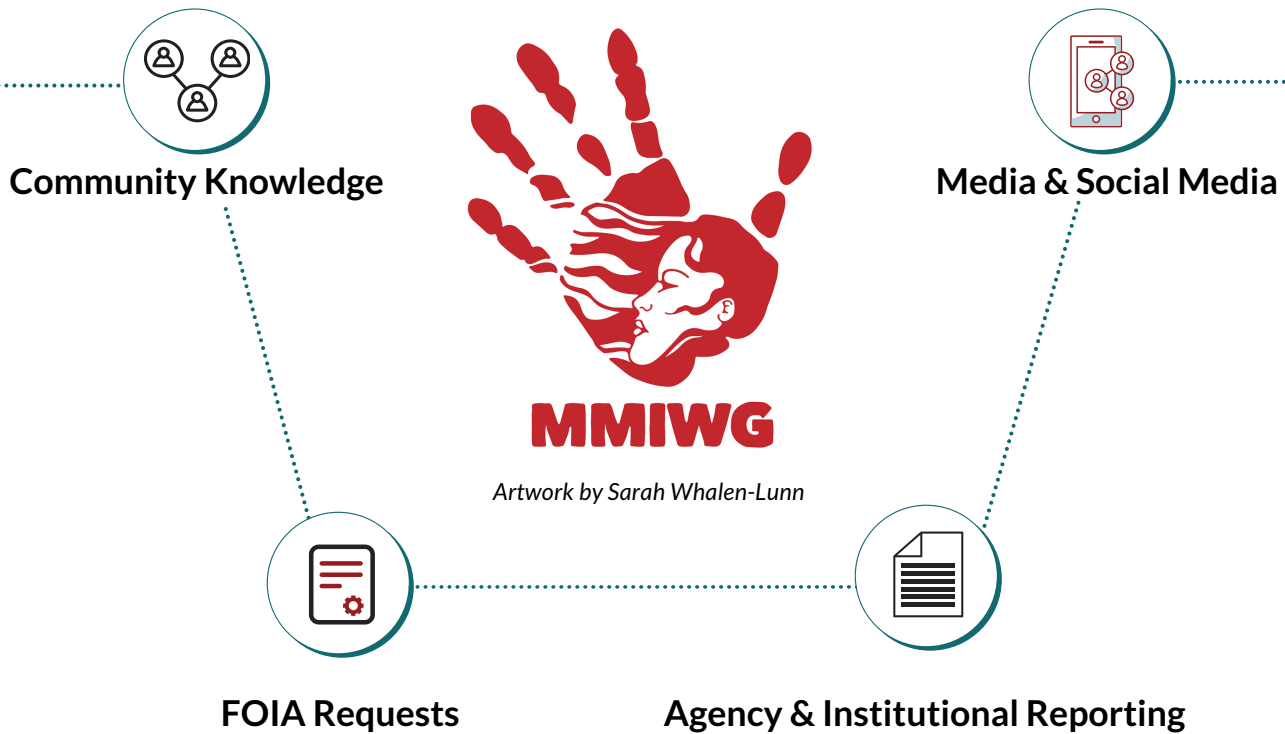 Community Knowledge
Media & Social Media
MMIWG
Artwork by Sarah Whalen-Lunn
FOIA Requests
Agency & Institutional Reporting